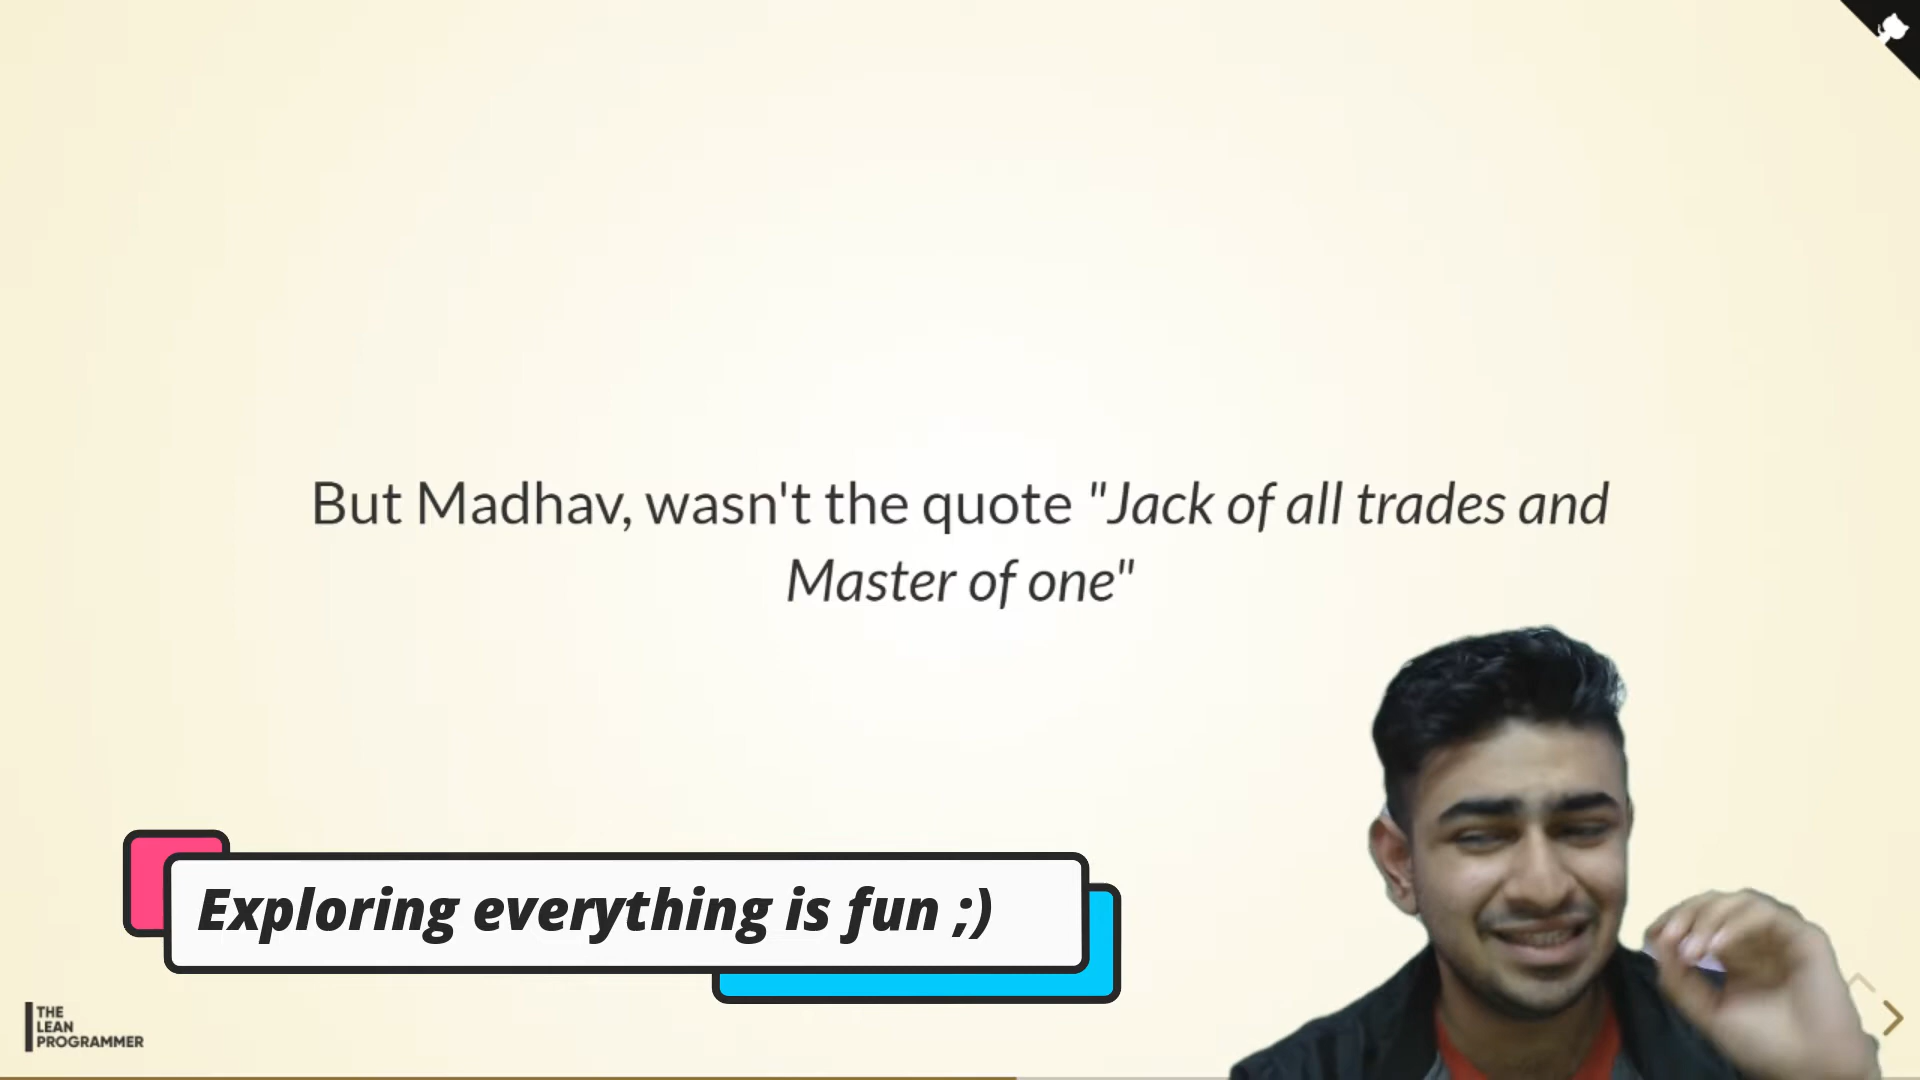 But Madhav, wasn't the quote "Jack of all trades and
Master of one"
Exploring everything is fun ;)
THE
LEAN
PROGRAMMER